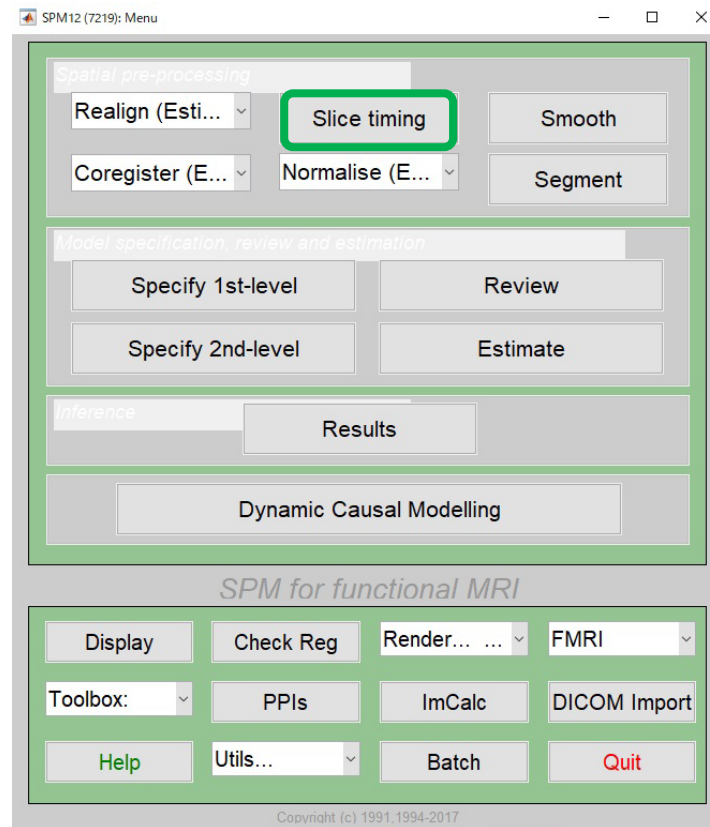 SPM12 (7219): Menu
Spatial pre-processing
Realign (Esti...
Slice timing
Smooth
Coregister (E...
Normalise (E...
Segment
Model specification, review and estimation
Specify 1st-level
Review
Specify 2nd-level
Estimate
Inference
Results
Dynamic Causal Modelling
SPM for functional MRI
Display
Check Reg
Render... ...
FMRI
Toolbox:
PPIs
ImCalc
DICOM Import
Help
Utils...
Batch
Quit
Copyright (c) 1991,1994-2017